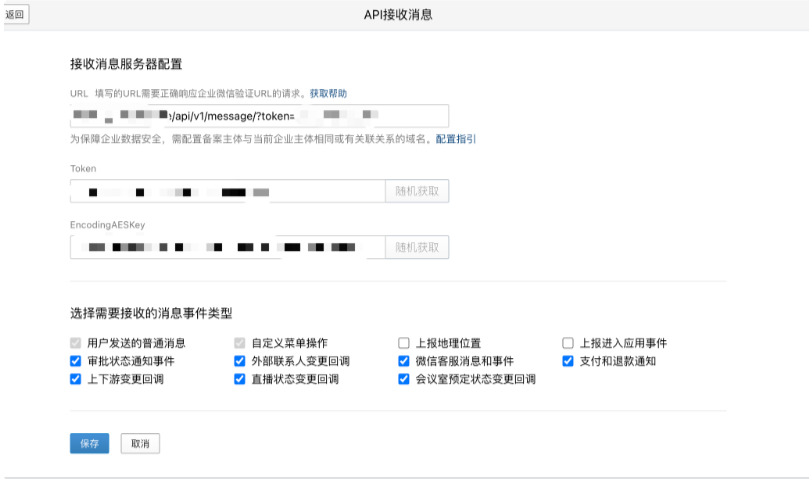 返回
API接收消息
接收消息服务器配置
URL 填写的URL需要正确响应企业微信验证URL的请求。获取帮助
/api/v1/message/?token=
为保障企业数据安全，需配置备案主体与当前企业主体相同或有关联关系的域名。配置指引
Token
随机获取
EncodingAESKey
随机获取
选择需要接收的消息事件类型
用户发送的普通消息 自定义菜单操作 上报地理位置 上报进入应用事件
审批状态通知事件 外部联系人变更回调 微信客服消息和事件 支付和退款通知
上下游变更回调 直播状态变更回调 会议室预定状态变更回调
保存 取消